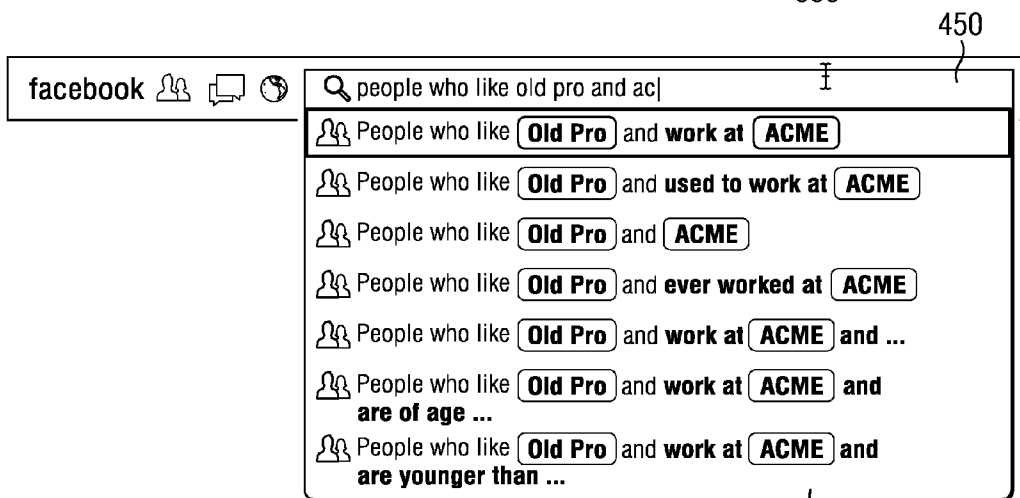 450
facebook people who like old pro and ac
People who like Old Pro and work at ACME
People who like Old Pro and used to work at ACME
People who like Old Pro and ACME
People who like Old Pro and ever worked at ACME
People who like Old Pro and work at ACME and ...
People who like Old Pro and work at ACME and
are of age ...
People who like Old Pro and work at ACME and
are younger than ...